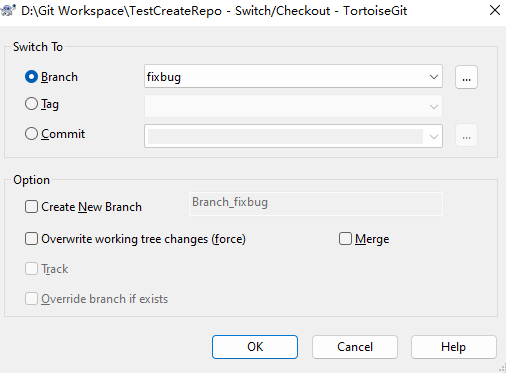 D:\Git Workspace\TestCreateRepo - Switch/Checkout - TortoiseGit
Switch To
Branch
fixbug
...
Tag
Commit
...
Option
Create New Branch
Branch_fixbug
Overwrite working tree changes (force)
Merge
Track
Override branch if exists
OK
Cancel
Help